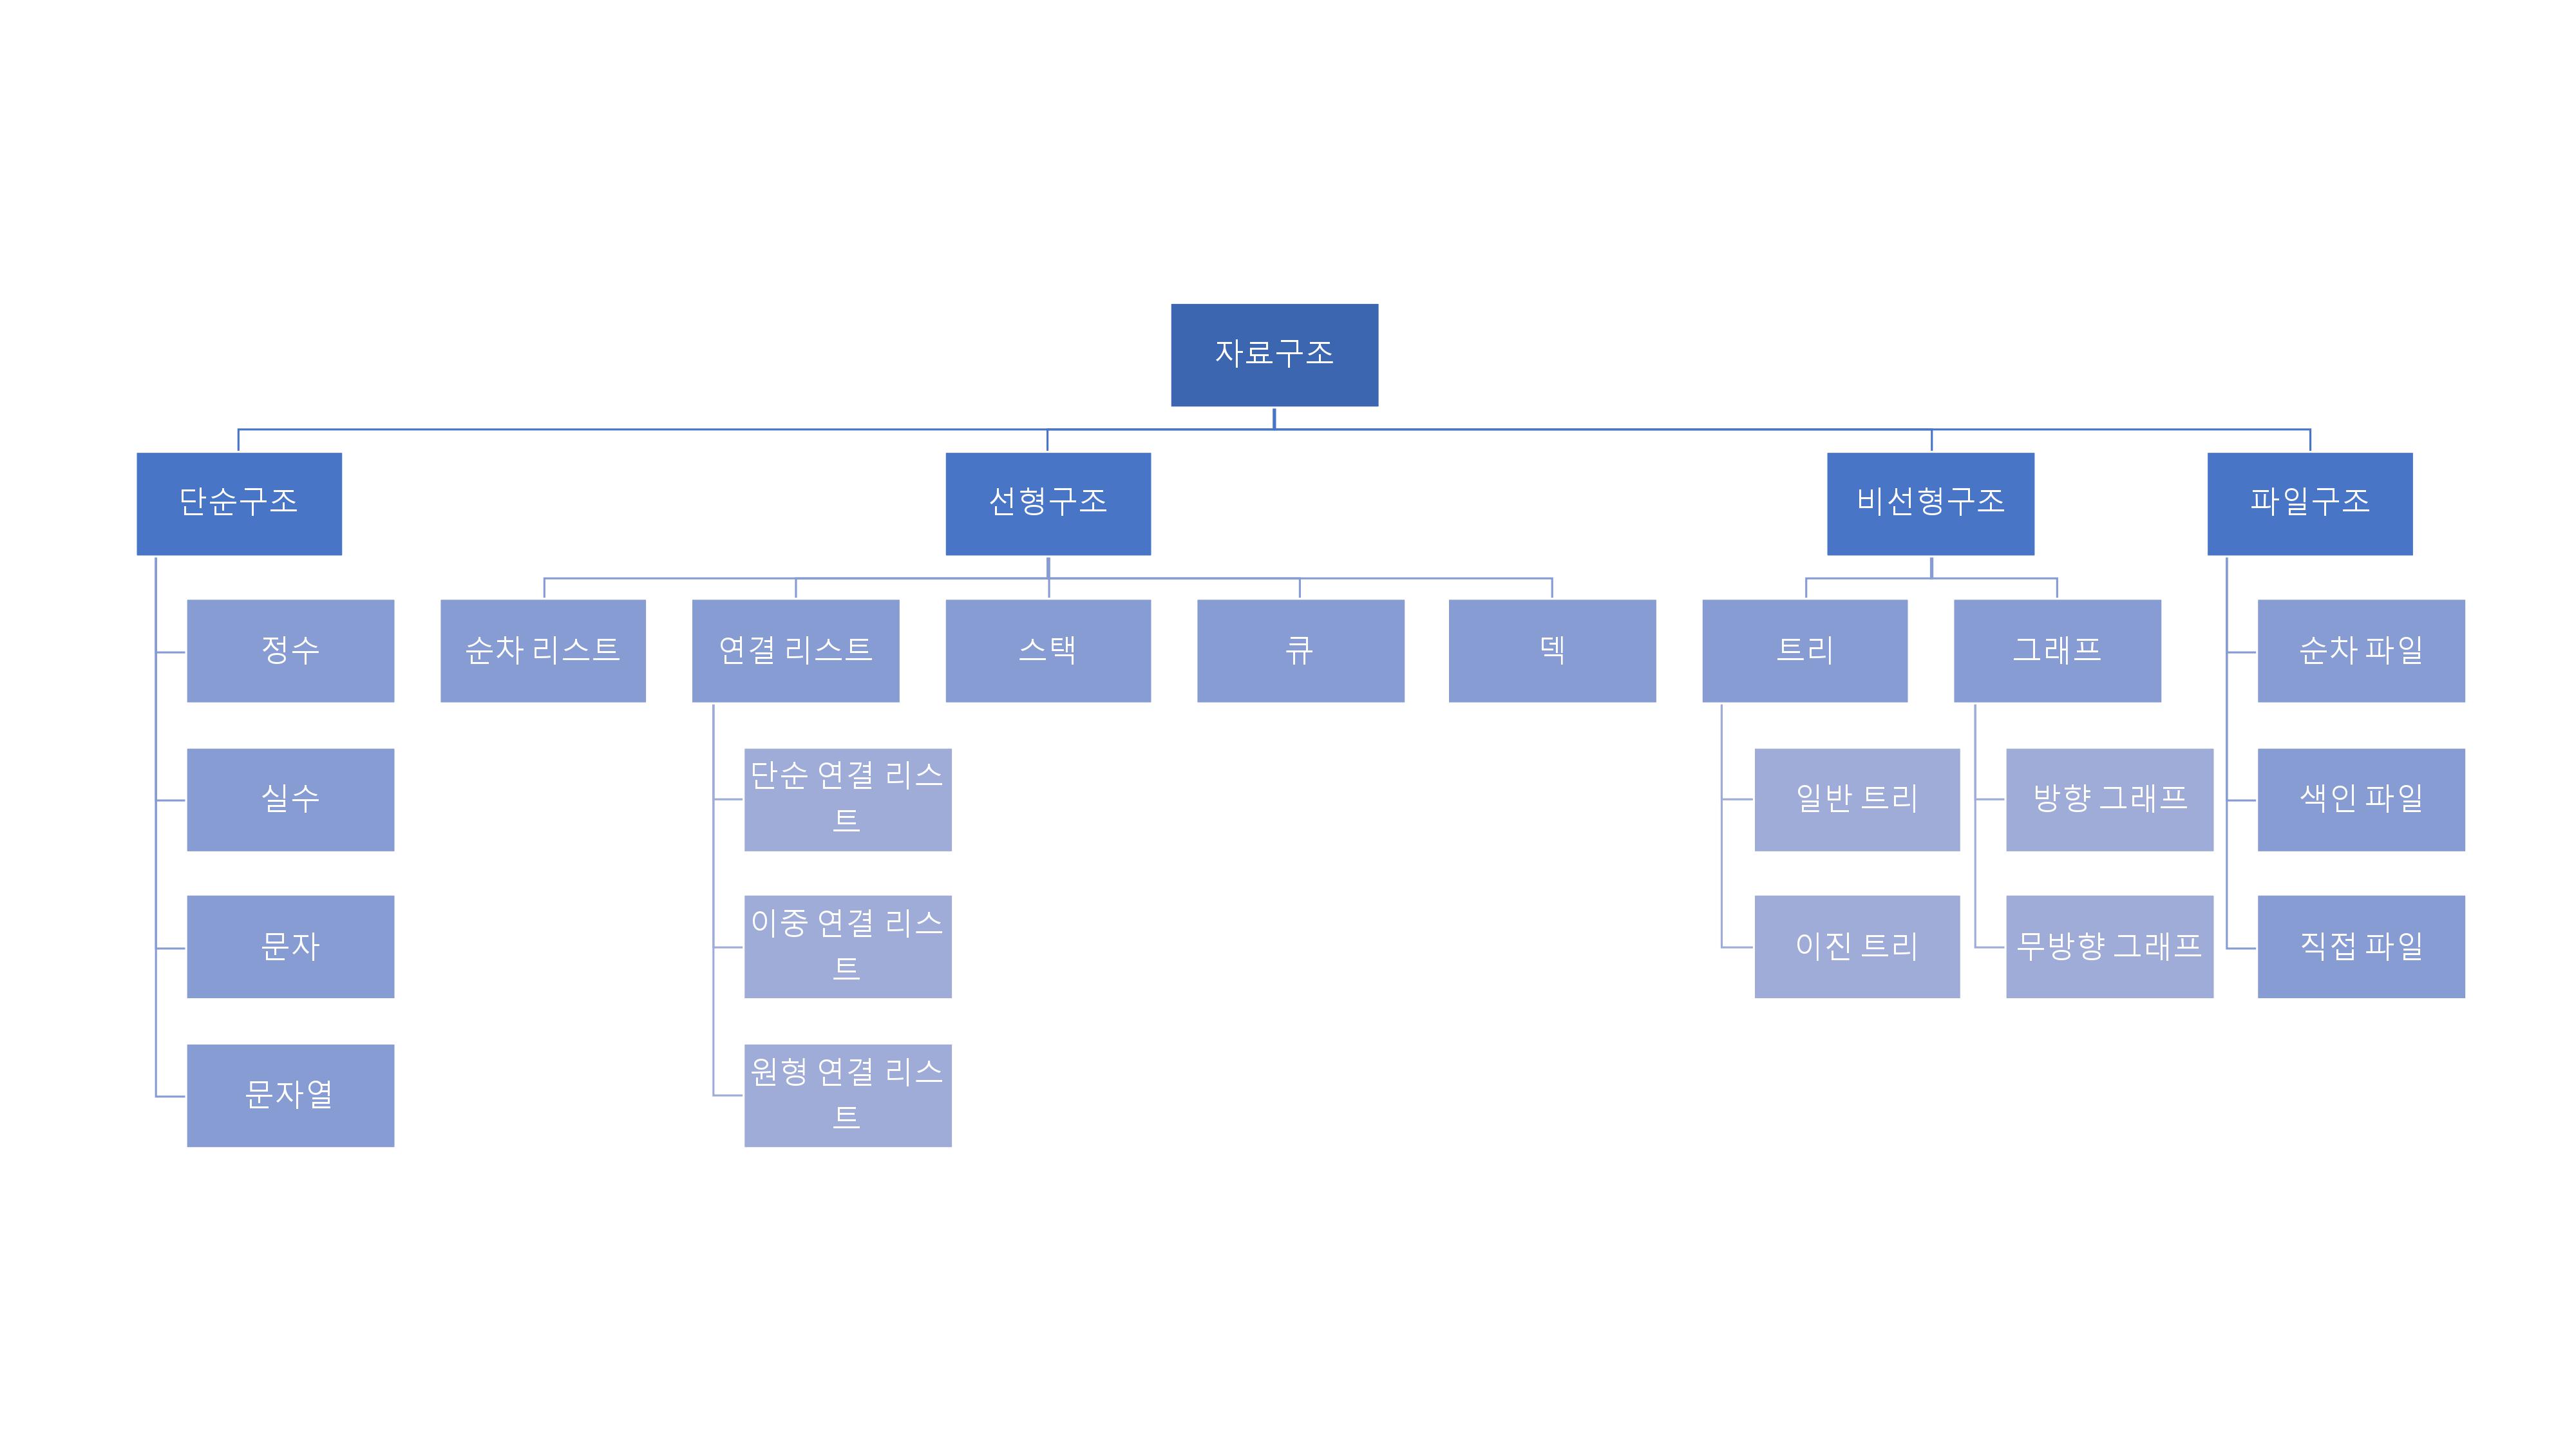 자료구조
단순구조
선형구조
비선형구조
파일구조
정수
순차 리스트
연결 리스트
스택
큐
덱
트리
그래프
순차 파일
실수
단순 연결 리스
트
일반 트리
방향 그래프
색인 파일
문자
이중 연결 리스
트
이진 트리
무방향 그래프
직접 파일
문자열
원형 연결 리스
트